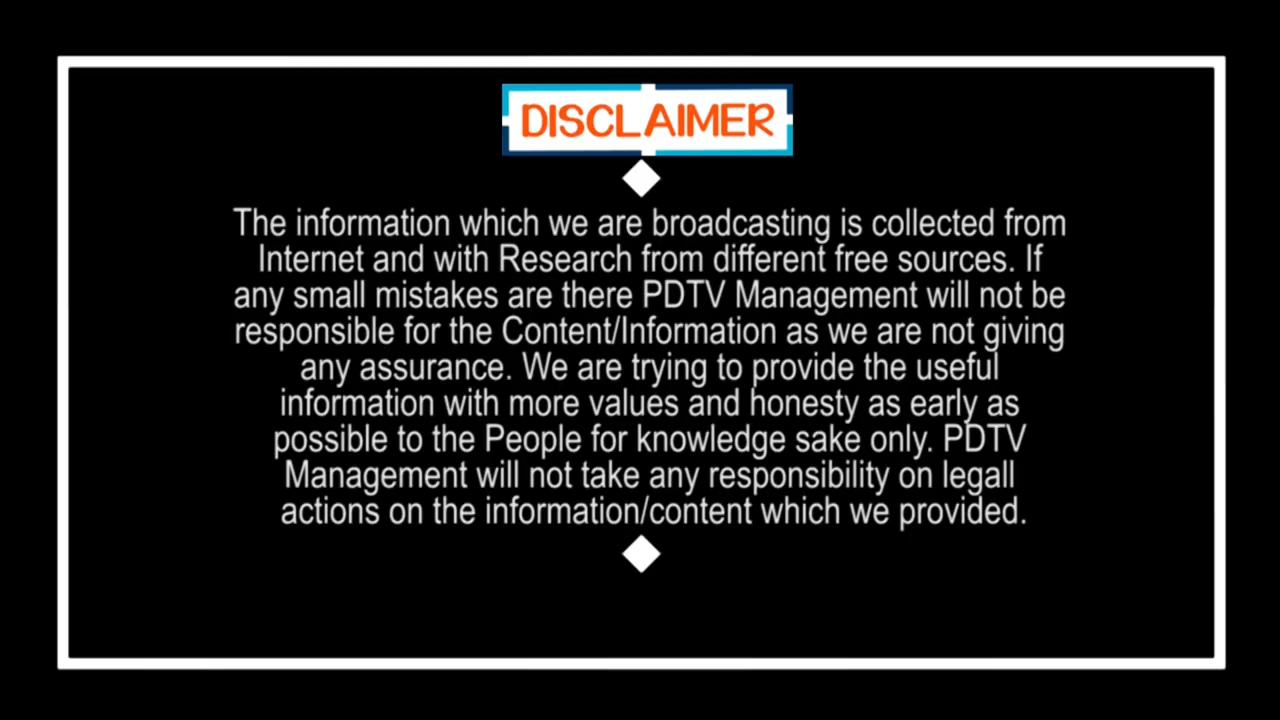 DISCLAIMER
The information which we are broadcasting is collected from
Internet and with Research from different free sources. If
any small mistakes are there PDTV Management will not be
responsible for the Content/Information as we are not giving
any assurance. We are trying to provide the useful
information with more values and honesty as early as
possible to the People for knowledge sake only. PDTV
Management will not take any responsibility on legall
actions on the information/content which we provided.